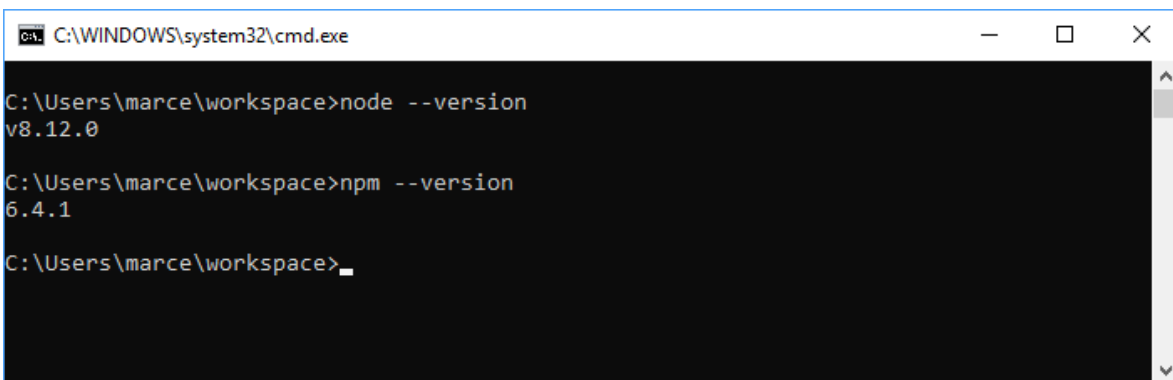 C:\WINDOWS\system32\cmd.exe
C:\Users\marce\workspace>node --version
v8.12.0
C:\Users\marce\workspace>npm --version
6.4.1
C:\Users\marce\workspace>